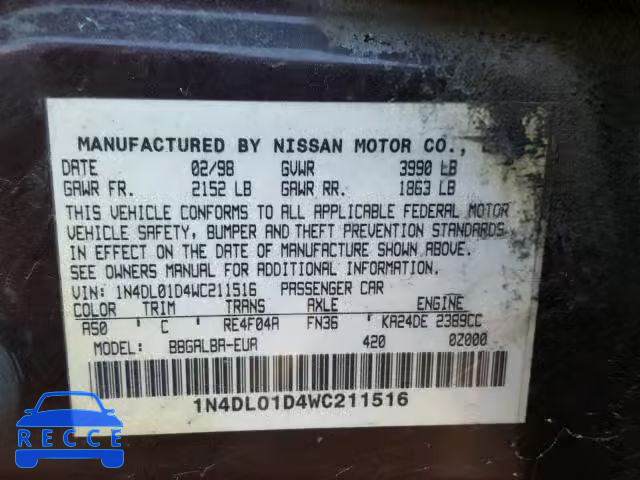 MANUFACTURED BY NISSAN MOTOR CO.,
DATE 02/98 GVWR 3990 LB
GAWR FR. 2152 LB GAWR RR. 1863 LB
THIS VEHICLE CONFORMS TO ALL APPLICABLE FEDERAL MOTOR
VEHICLE SAFETY, BUMPER AND THEFT PREVENTION STANDARDS
IN EFFECT ON THE DATE OF MANUFACTURE SHOWN ABOVE.
SEE OWNERS MANUAL FOR ADDITIONAL INFORMATION.
VIN: 1N4DL01D4WC211516 PASSENGER CAR
COLOR TRIM TRANS AXLE ENGINE
A50 C RE4F04A FN36 KA24DE 2389CC
MODEL: BBGALBA-EUA 420 0Z000
1N4DL01D4WC211516